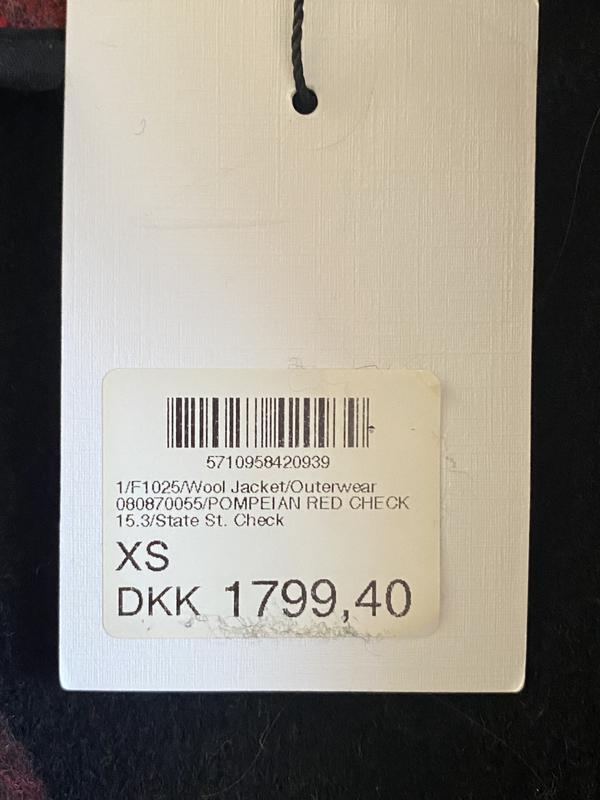 5710958420939
1/F1025/Wool Jacket/Outerwear
080870055/POMPEIAN RED CHECK
15.3/State St. Check
XS
DKK 1799,40